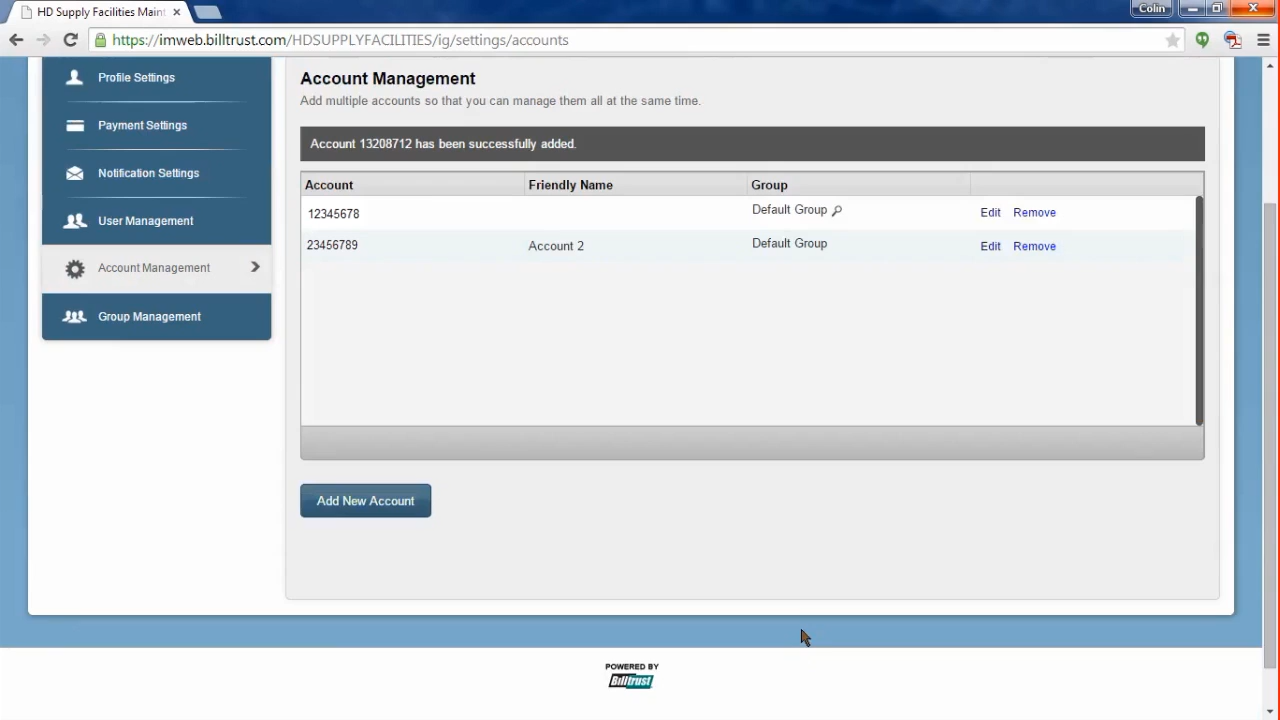 HD Supply Facilities Maint
Colin
https://imweb.billtrust.com/HDSUPPLYFACILITIES/ig/settings/accounts
Profile Settings
Payment Settings
Notification Settings
User Management
Account Management
Group Management
Account Management
Add multiple accounts so that you can manage them all at the same time.
Account 13208712 has been successfully added.
Account Friendly Name Group
12345678 Default Group Edit Remove
23456789 Account 2 Default Group Edit Remove
Add New Account
POWERED BY
Billtrust